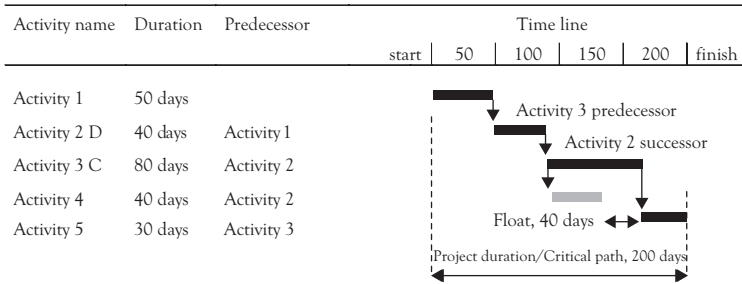 Activity name Duration Predecessor Time line
start 50 100 150 200 finish
Activity 1 50 days
Activity 3 predecessor
Activity 2 D 40 days Activity 1
Activity 2 successor
Activity 3 C 80 days Activity 2
Activity 4 40 days Activity 2
Float, 40 days
Activity 5 30 days Activity 3
Project duration/Critical path, 200 days